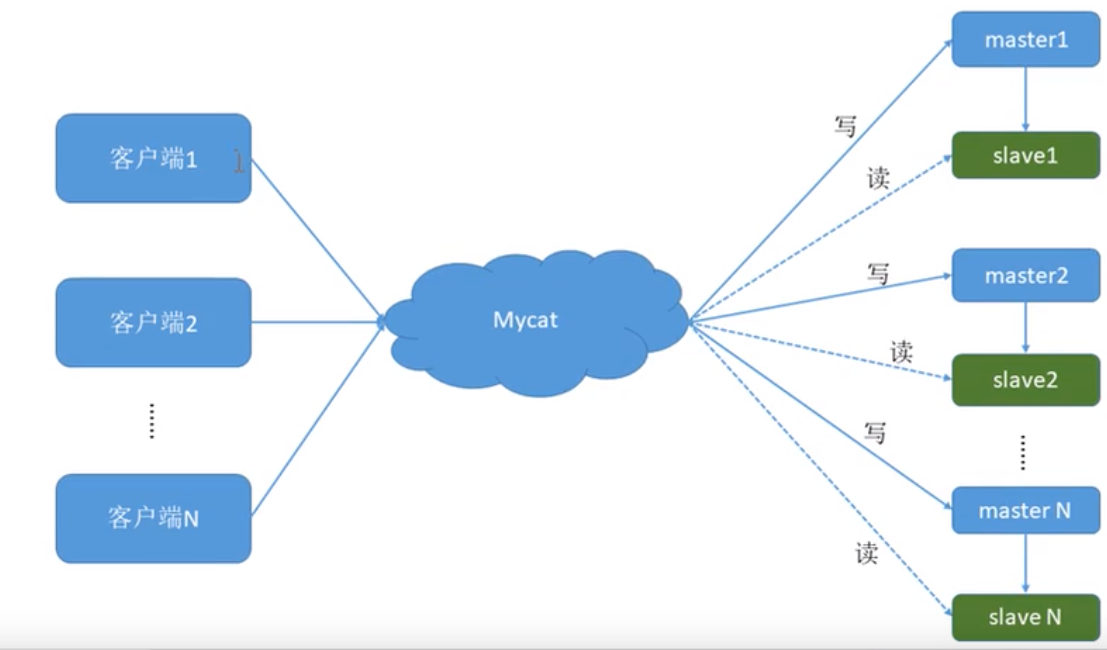 客户端1
客户端2
客户端N
Mycat
写
读
写
读
写
读
master1
slave1
master2
slave2
master N
slave N